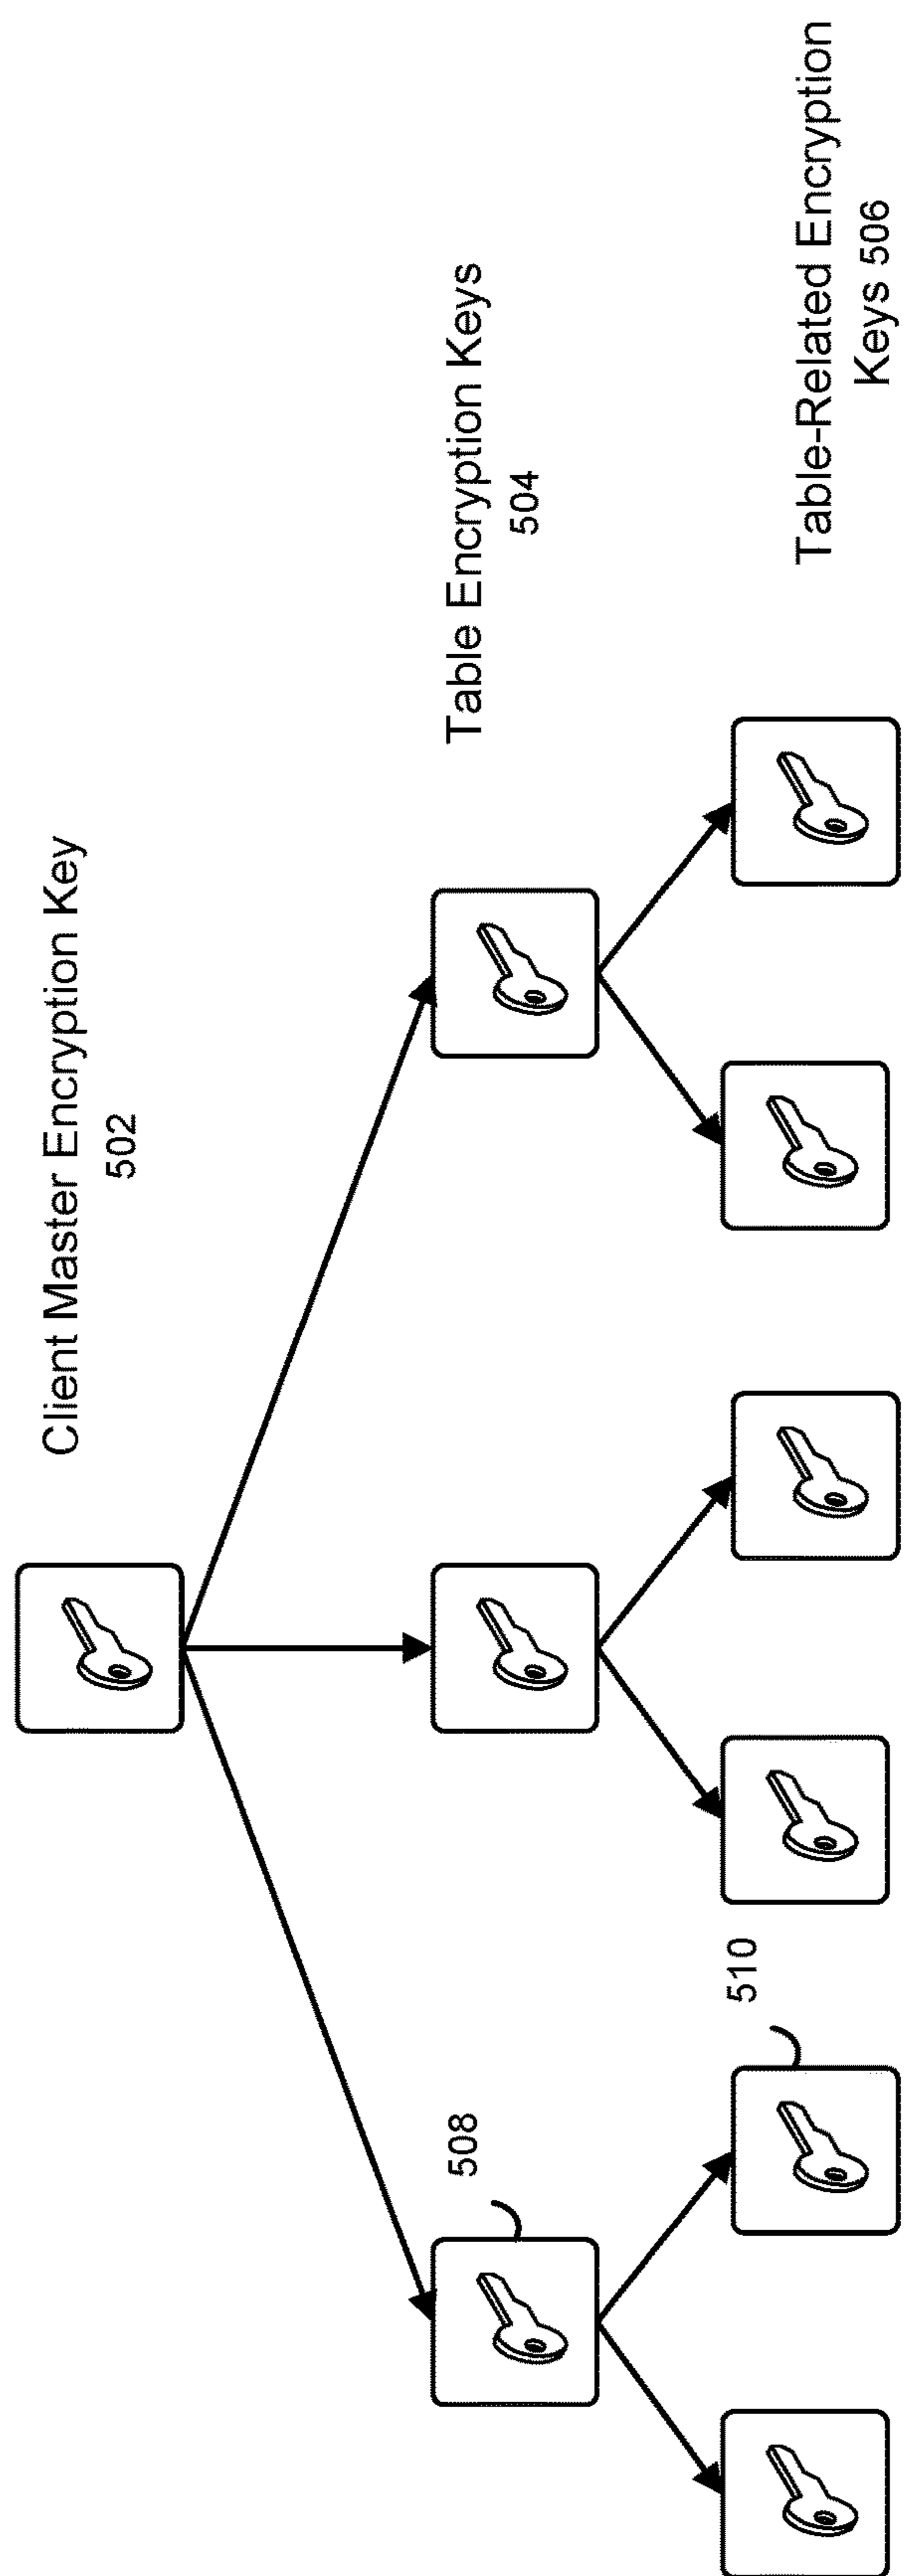 Client Master Encryption Key
502
Table Encryption Keys
504
508
Table-Related Encryption
Keys 506
510